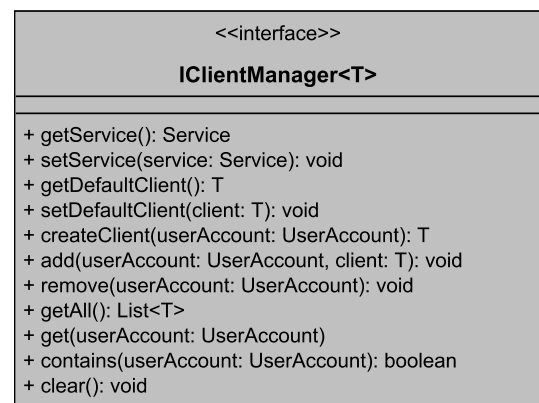 <<interface>>
IClientManager<T>
+ getService(): Service
+ setService(service: Service): void
+ getDefaultClient(): T
+ setDefaultClient(client: T): void
+ createClient(userAccount: UserAccount): T
+ add(userAccount: UserAccount, client: T): void
+ remove(userAccount: UserAccount): void
+ getAll(): List<T>
+ get(userAccount: UserAccount)
+ contains(userAccount: UserAccount): boolean
+ clear(): void